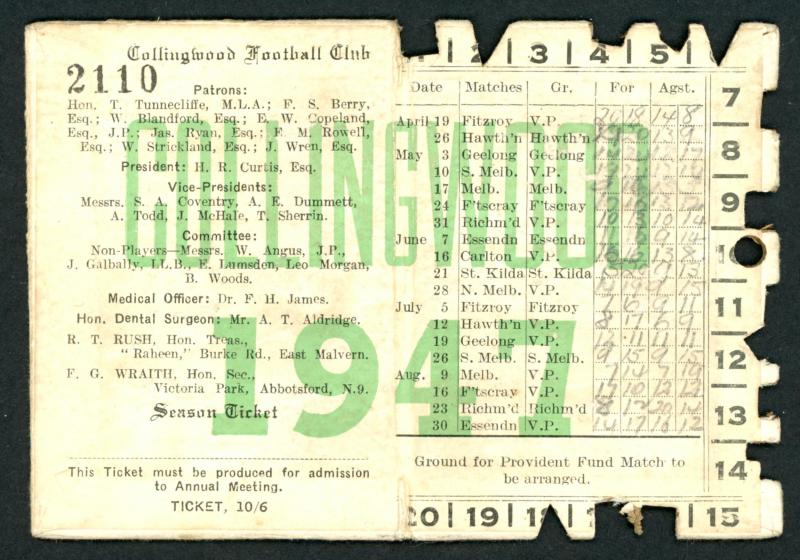 Collingwood Football Club
2110
Patrons:
Hon. T. Tunnecliffe, M.L.A.; F. S. Berry,
Esq.; W. Blandford, Esq.; E. W. Copeland,
Esq., J.P.; Jas. Ryan, Esq.; E. M. Rowell,
Esq.; W. Strickland, Esq.; J. Wren, Esq.
President: H. R. Curtis, Esq.
Vice-Presidents:
Messrs. S. A. Coventry, A. E. Dummett,
A. Todd, J. McHale, T. Sherrin.
Committee:
Non-Players—Messrs. W. Angus, J.P.,
J. Galbally, LL.B., E. Lumsden, Leo Morgan,
B. Woods.
Medical Officer: Dr. F. H. James.
Hon. Dental Surgeon: Mr. A. T. Aldridge.
R. T. RUSH, Hon. Treas.,
"Raheen," Burke Rd., East Malvern.
F. G. WRAITH, Hon. Sec.,
Victoria Park, Abbotsford, N.9.
Season Ticket
This Ticket must be produced for admission
to Annual Meeting.
TICKET, 10/6
COLLINGWOOD
1947
2 3 4 5
Date Matches Gr. For Agst.
April 19 Fitzroy V.P.
26 Hawth'n Hawth'n
May 3 Geelong Geelong
10 S. Melb. V.P.
17 Melb. Melb.
24 F'tscray F'tscray
31 Richm'd V.P.
June 7 Essendn Essendn
16 Carlton V.P.
21 St. Kilda St. Kilda
28 N. Melb. V.P.
July 5 Fitzroy Fitzroy
12 Hawth'n V.P.
19 Geelong V.P.
26 S. Melb. S. Melb.
Aug. 9 Melb. V.P.
16 F'tscray V.P.
23 Richm'd Richm'd
30 Essendn V.P.
Ground for Provident Fund Match to
be arranged.
7
8
9
11
12
13
14
15
20 19